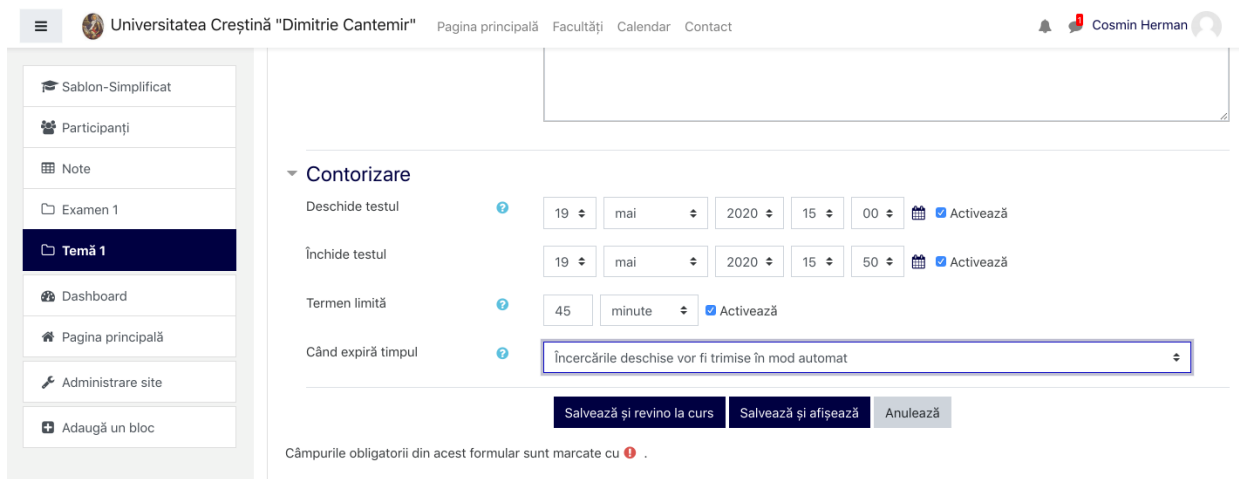 Universitatea Creștină "Dimitrie Cantemir" Pagina principală Facultăți Calendar Contact 1 Cosmin Herman
Sablon-Simplificat
Participanți
Note
Examen 1
Temă 1
Dashboard
Pagina principală
Administrare site
Adaugă un bloc
Contorizare
Deschide testul ? 19 mai 2020 15 00 Activează
Închide testul 19 mai 2020 15 50 Activează
Termen limită ? 45 minute Activează
Când expiră timpul ? Încercările deschise vor fi trimise în mod automat
Salvează și revino la curs Salvează și afișează Anulează
Câmpurile obligatorii din acest formular sunt marcate cu ! .